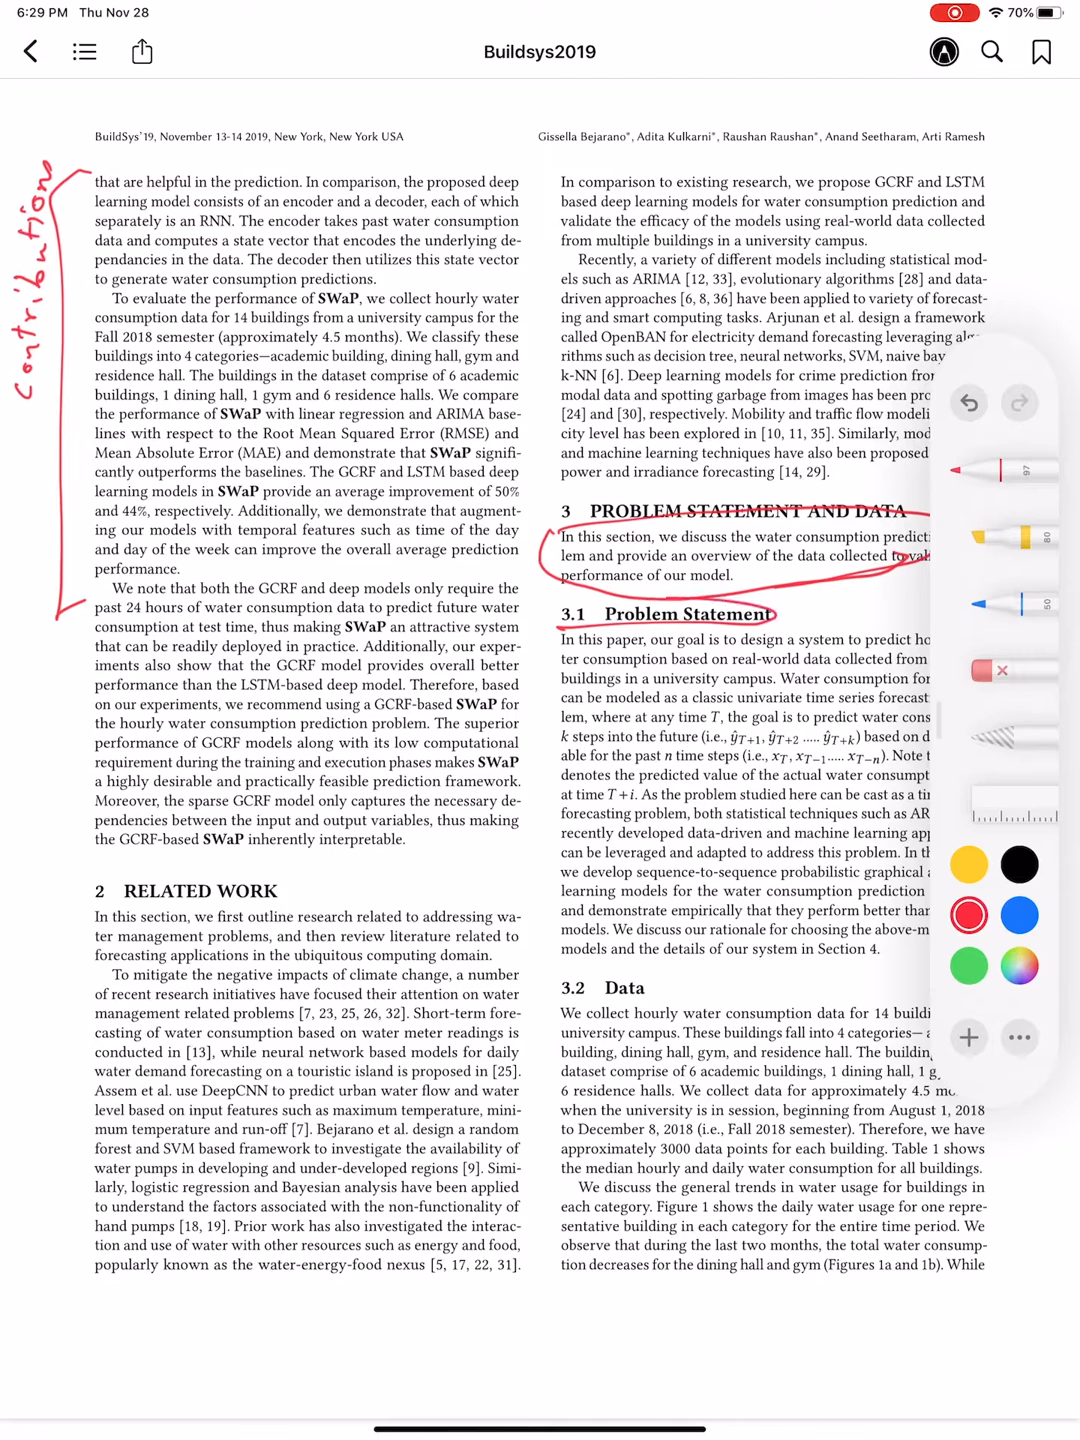 6:29 PM Thu Nov 28
70%
Buildsys2019
BuildSys'19, November 13-14 2019, New York, New York USA
Gissella Bejarano*, Adita Kulkarni*, Raushan Raushan*, Anand Seetharam, Arti Ramesh
contributions
that are helpful in the prediction. In comparison, the proposed deep
learning model consists of an encoder and a decoder, each of which
separately is an RNN. The encoder takes past water consumption
data and computes a state vector that encodes the underlying de-
pendancies in the data. The decoder then utilizes this state vector
to generate water consumption predictions.
To evaluate the performance of SWaP, we collect hourly water
consumption data for 14 buildings from a university campus for the
Fall 2018 semester (approximately 4.5 months). We classify these
buildings into 4 categories—academic building, dining hall, gym and
residence hall. The buildings in the dataset comprise of 6 academic
buildings, 1 dining hall, 1 gym and 6 residence halls. We compare
the performance of SWaP with linear regression and ARIMA base-
lines with respect to the Root Mean Squared Error (RMSE) and
Mean Absolute Error (MAE) and demonstrate that SWaP signifi-
cantly outperforms the baselines. The GCRF and LSTM based deep
learning models in SWaP provide an average improvement of 50%
and 44%, respectively. Additionally, we demonstrate that augment-
ing our models with temporal features such as time of the day
and day of the week can improve the overall average prediction
performance.
We note that both the GCRF and deep models only require the
past 24 hours of water consumption data to predict future water
consumption at test time, thus making SWaP an attractive system
that can be readily deployed in practice. Additionally, our exper-
iments also show that the GCRF model provides overall better
performance than the LSTM-based deep model. Therefore, based
on our experiments, we recommend using a GCRF-based SWaP for
the hourly water consumption prediction problem. The superior
performance of GCRF models along with its low computational
requirement during the training and execution phases makes SWaP
a highly desirable and practically feasible prediction framework.
Moreover, the sparse GCRF model only captures the necessary de-
pendencies between the input and output variables, thus making
the GCRF-based SWaP inherently interpretable.
2 RELATED WORK
In this section, we first outline research related to addressing wa-
ter management problems, and then review literature related to
forecasting applications in the ubiquitous computing domain.
To mitigate the negative impacts of climate change, a number
of recent research initiatives have focused their attention on water
management related problems [7, 23, 25, 26, 32]. Short-term fore-
casting of water consumption based on water meter readings is
conducted in [13], while neural network based models for daily
water demand forecasting on a touristic island is proposed in [25].
Assem et al. use DeepCNN to predict urban water flow and water
level based on input features such as maximum temperature, mini-
mum temperature and run-off [7]. Bejarano et al. design a random
forest and SVM based framework to investigate the availability of
water pumps in developing and under-developed regions [9]. Simi-
larly, logistic regression and Bayesian analysis have been applied
to understand the factors associated with the non-functionality of
hand pumps [18, 19]. Prior work has also investigated the interac-
tion and use of water with other resources such as energy and food,
popularly known as the water-energy-food nexus [5, 17, 22, 31].
In comparison to existing research, we propose GCRF and LSTM
based deep learning models for water consumption prediction and
validate the efficacy of the models using real-world data collected
from multiple buildings in a university campus.
Recently, a variety of different models including statistical mod-
els such as ARIMA [12, 33], evolutionary algorithms [28] and data-
driven approaches [6, 8, 36] have been applied to variety of forecast-
ing and smart computing tasks. Arjunan et al. design a framework
called OpenBAN for electricity demand forecasting leveraging
rithms such as decision tree, neural networks, SVM, naive bay
k-NN [6]. Deep learning models for crime prediction
modal data and spotting garbage from images has been
[24] and [30], respectively. Mobility and traffic flow modeli
city level has been explored in [10, 11, 35]. Similarly, mod
and machine learning techniques have also been proposed
power and irradiance forecasting [14, 29].
3 PROBLEM STATEMENT AND DATA
In this section, we discuss the water consumption predicti
lem and provide an overview of the data collected to val
performance of our model.
3.1 Problem Statement
In this paper, our goal is to design a system to predict ho
ter consumption based on real-world data collected from
buildings in a university campus. Water consumption for
can be modeled as a classic univariate time series forecast
lem, where at any time T, the goal is to predict water cons
k steps into the future (i.e., ŷT+1, ŷT+2 ..... ŷT+k) based on d
able for the past n time steps (i.e., xT, xT−1..... xT−n). Note t
denotes the predicted value of the actual water consumpt
at time T+i. As the problem studied here can be cast as a ti
forecasting problem, both statistical techniques such as AR
recently developed data-driven and machine learning app
can be leveraged and adapted to address this problem. In th
we develop sequence-to-sequence probabilistic graphical
learning models for the water consumption prediction
and demonstrate empirically that they perform better than
models. We discuss our rationale for choosing the above-m
models and the details of our system in Section 4.
3.2 Data
We collect hourly water consumption data for 14 buildi
university campus. These buildings fall into 4 categories—
building, dining hall, gym, and residence hall. The building
dataset comprise of 6 academic buildings, 1 dining hall, 1 g
6 residence halls. We collect data for approximately 4.5 mo
when the university is in session, beginning from August 1, 2018
to December 8, 2018 (i.e., Fall 2018 semester). Therefore, we have
approximately 3000 data points for each building. Table 1 shows
the median hourly and daily water consumption for all buildings.
We discuss the general trends in water usage for buildings in
each category. Figure 1 shows the daily water usage for one repre-
sentative building in each category for the entire time period. We
observe that during the last two months, the total water consump-
tion decreases for the dining hall and gym (Figures 1a and 1b). While
97
80
50